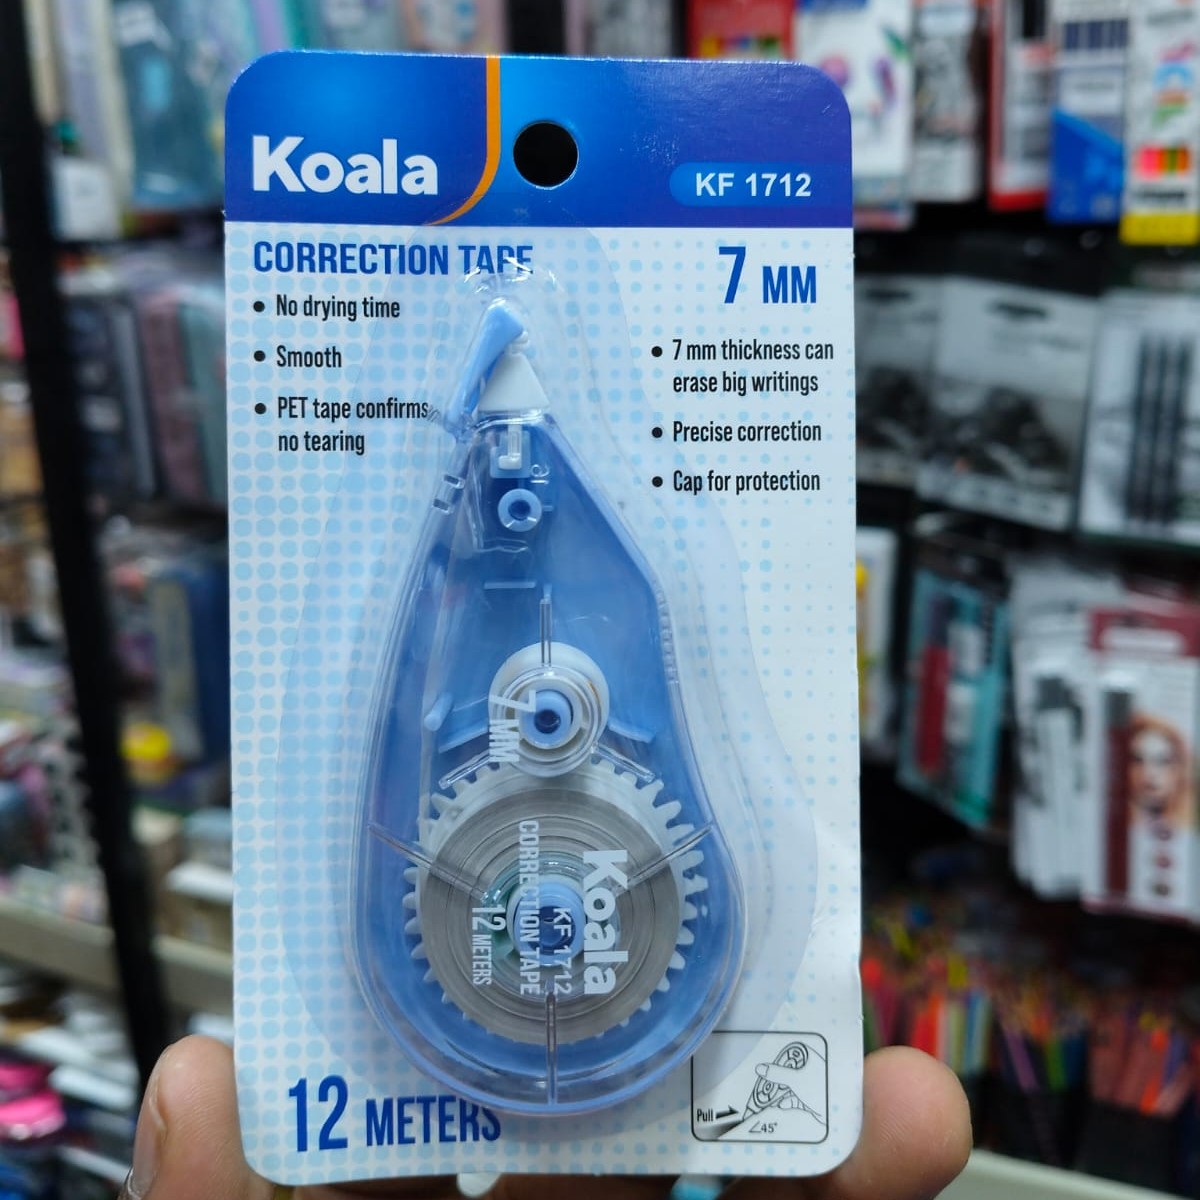 Koala
KF 1712
CORRECTION TAPE
7 MM
• No drying time
• Smooth
• PET tape confirms
no tearing
• 7 mm thickness can
erase big writings
• Precise correction
• Cap for protection
7 MM
Koala
KF 1712
CORRECTION TAPE
12 METERS
12 METERS
Pull
∠45°